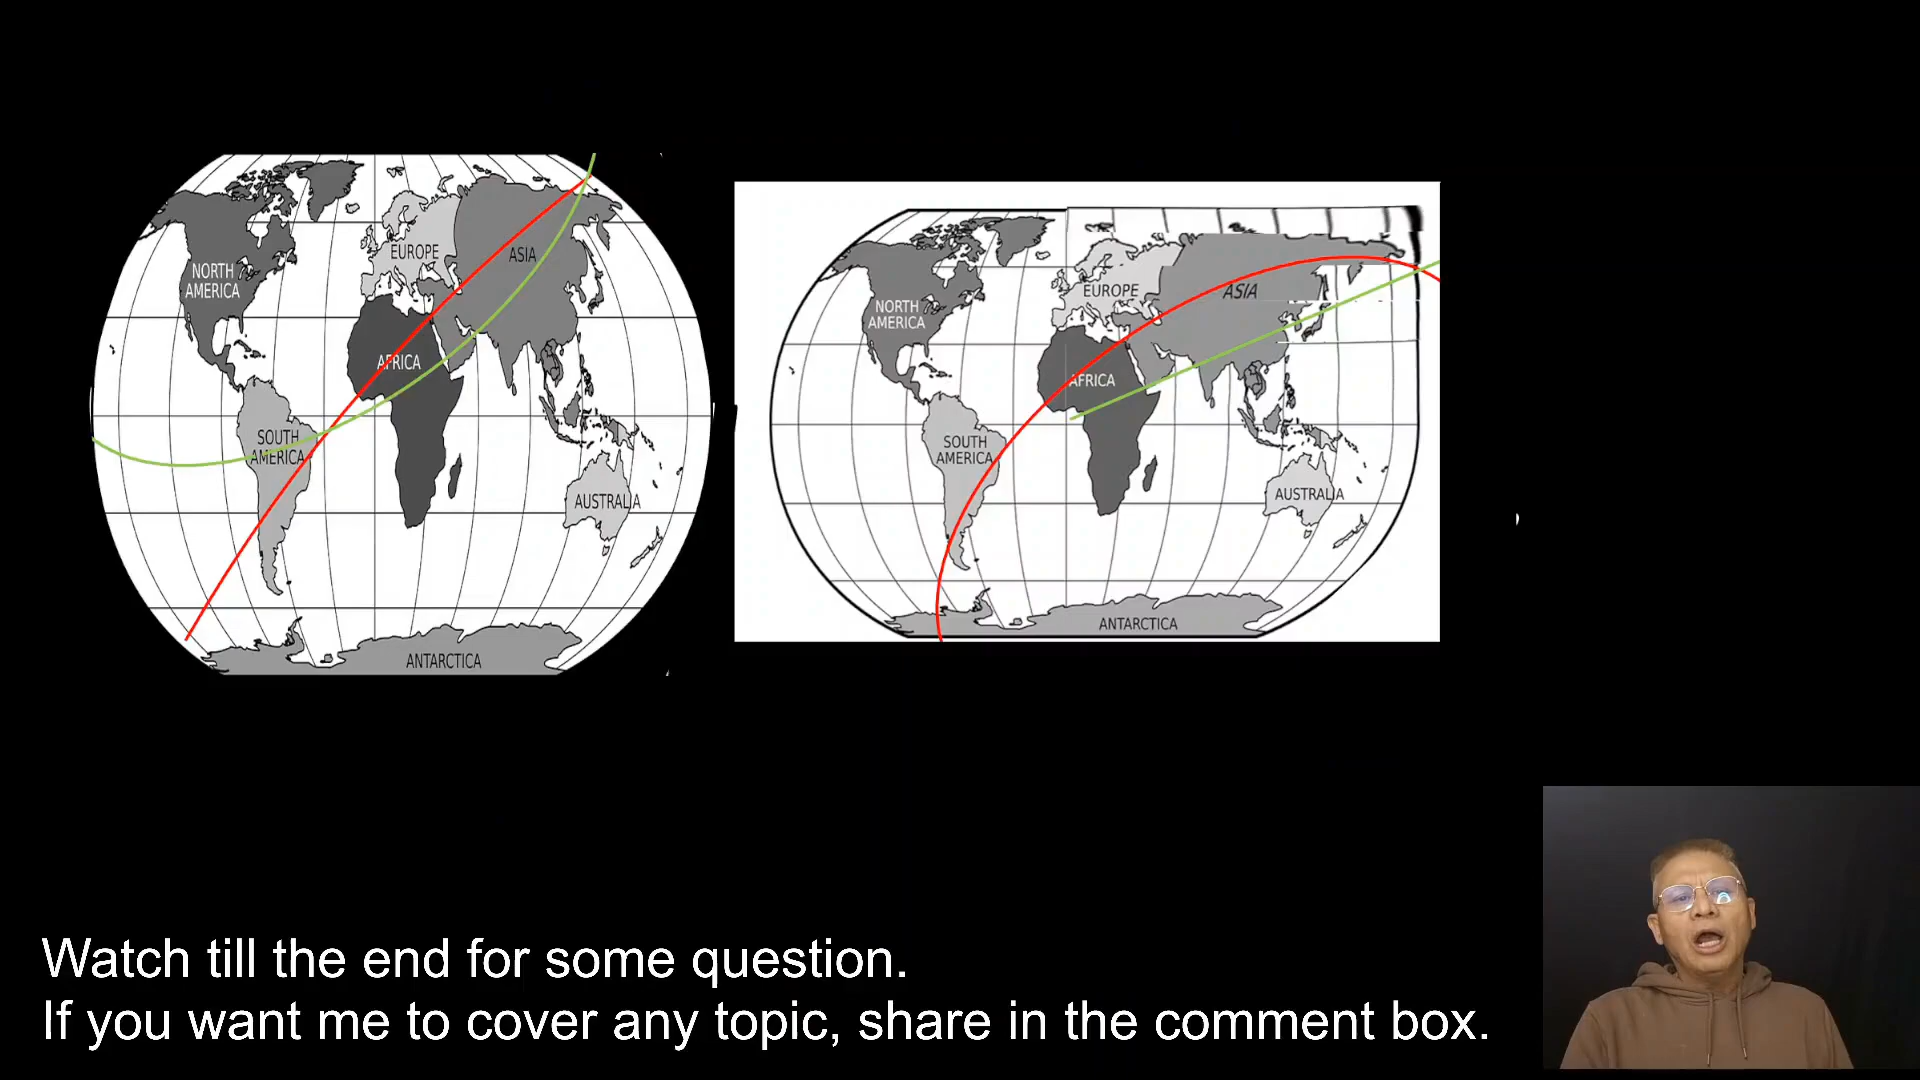 NORTH
AMERICA
EUROPE
ASIA
AFRICA
SOUTH
AMERICA
AUSTRALIA
ANTARCTICA
NORTH
AMERICA
EUROPE
ASIA
AFRICA
SOUTH
AMERICA
AUSTRALIA
ANTARCTICA
Watch till the end for some question.
If you want me to cover any topic, share in the comment box.